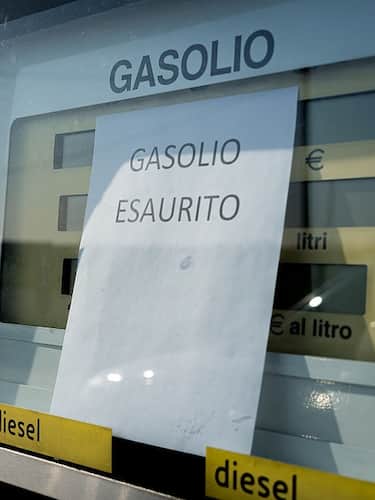 GASOLIO
GASOLIO
ESAURITO
€
litri
€ al litro
diesel
diesel